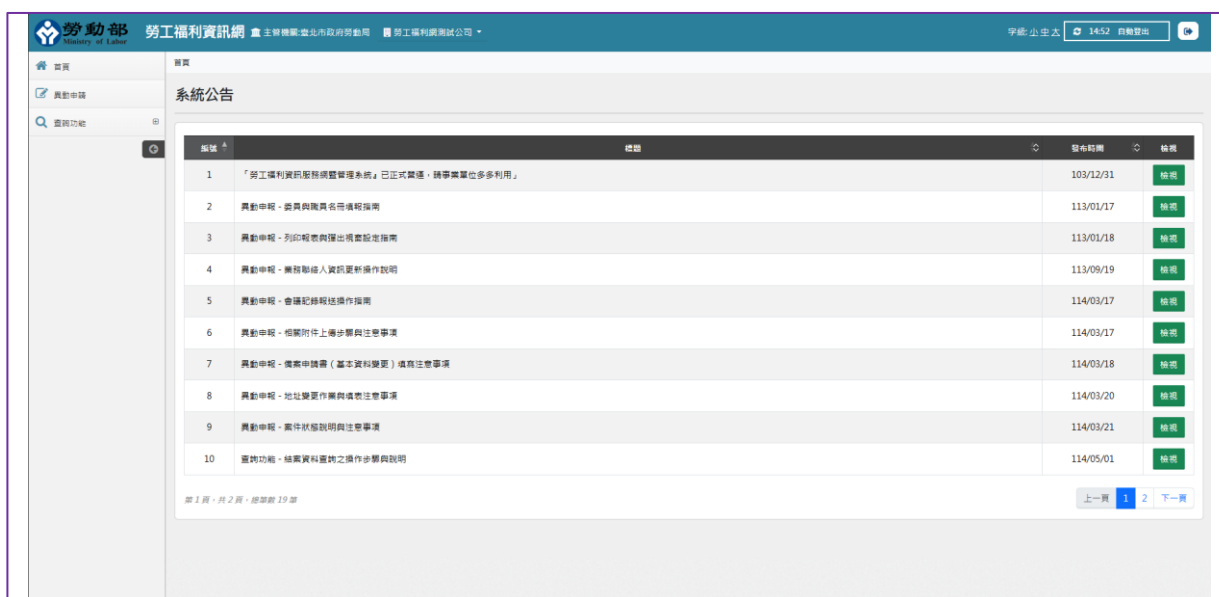 勞動部 勞工福利資訊網 主管機關:臺北市政府勞動局 勞工福利網測試公司 字級:小 中 大 14:52 自動登出
Ministry of Labor
首頁
異動申請
查詢功能
首頁
系統公告
編號 標題 發布時間 檢視
1 「勞工福利資訊服務網暨管理系統』已正式營運,請事業單位多多利用」 103/12/31 檢視
2 異動申報 - 委員與職員名冊填報指南 113/01/17 檢視
3 異動申報 - 列印報表與彈出視窗設定指南 113/01/18 檢視
4 異動申報 - 業務聯絡人資訊更新操作說明 113/09/19 檢視
5 異動申報 - 會議記錄報送操作指南 114/03/17 檢視
6 異動申報 - 相關附件上傳步驟與注意事項 114/03/17 檢視
7 異動申報 - 備案申請書(基本資料變更)填寫注意事項 114/03/18 檢視
8 異動申報 - 地址變更作業與填表注意事項 114/03/20 檢視
9 異動申報 - 案件狀態說明與注意事項 114/03/21 檢視
10 查詢功能 - 結案資料查詢之操作步驟與說明 114/05/01 檢視
第 1 頁,共 2 頁,總筆數 19 筆 上一頁 1 2 下一頁